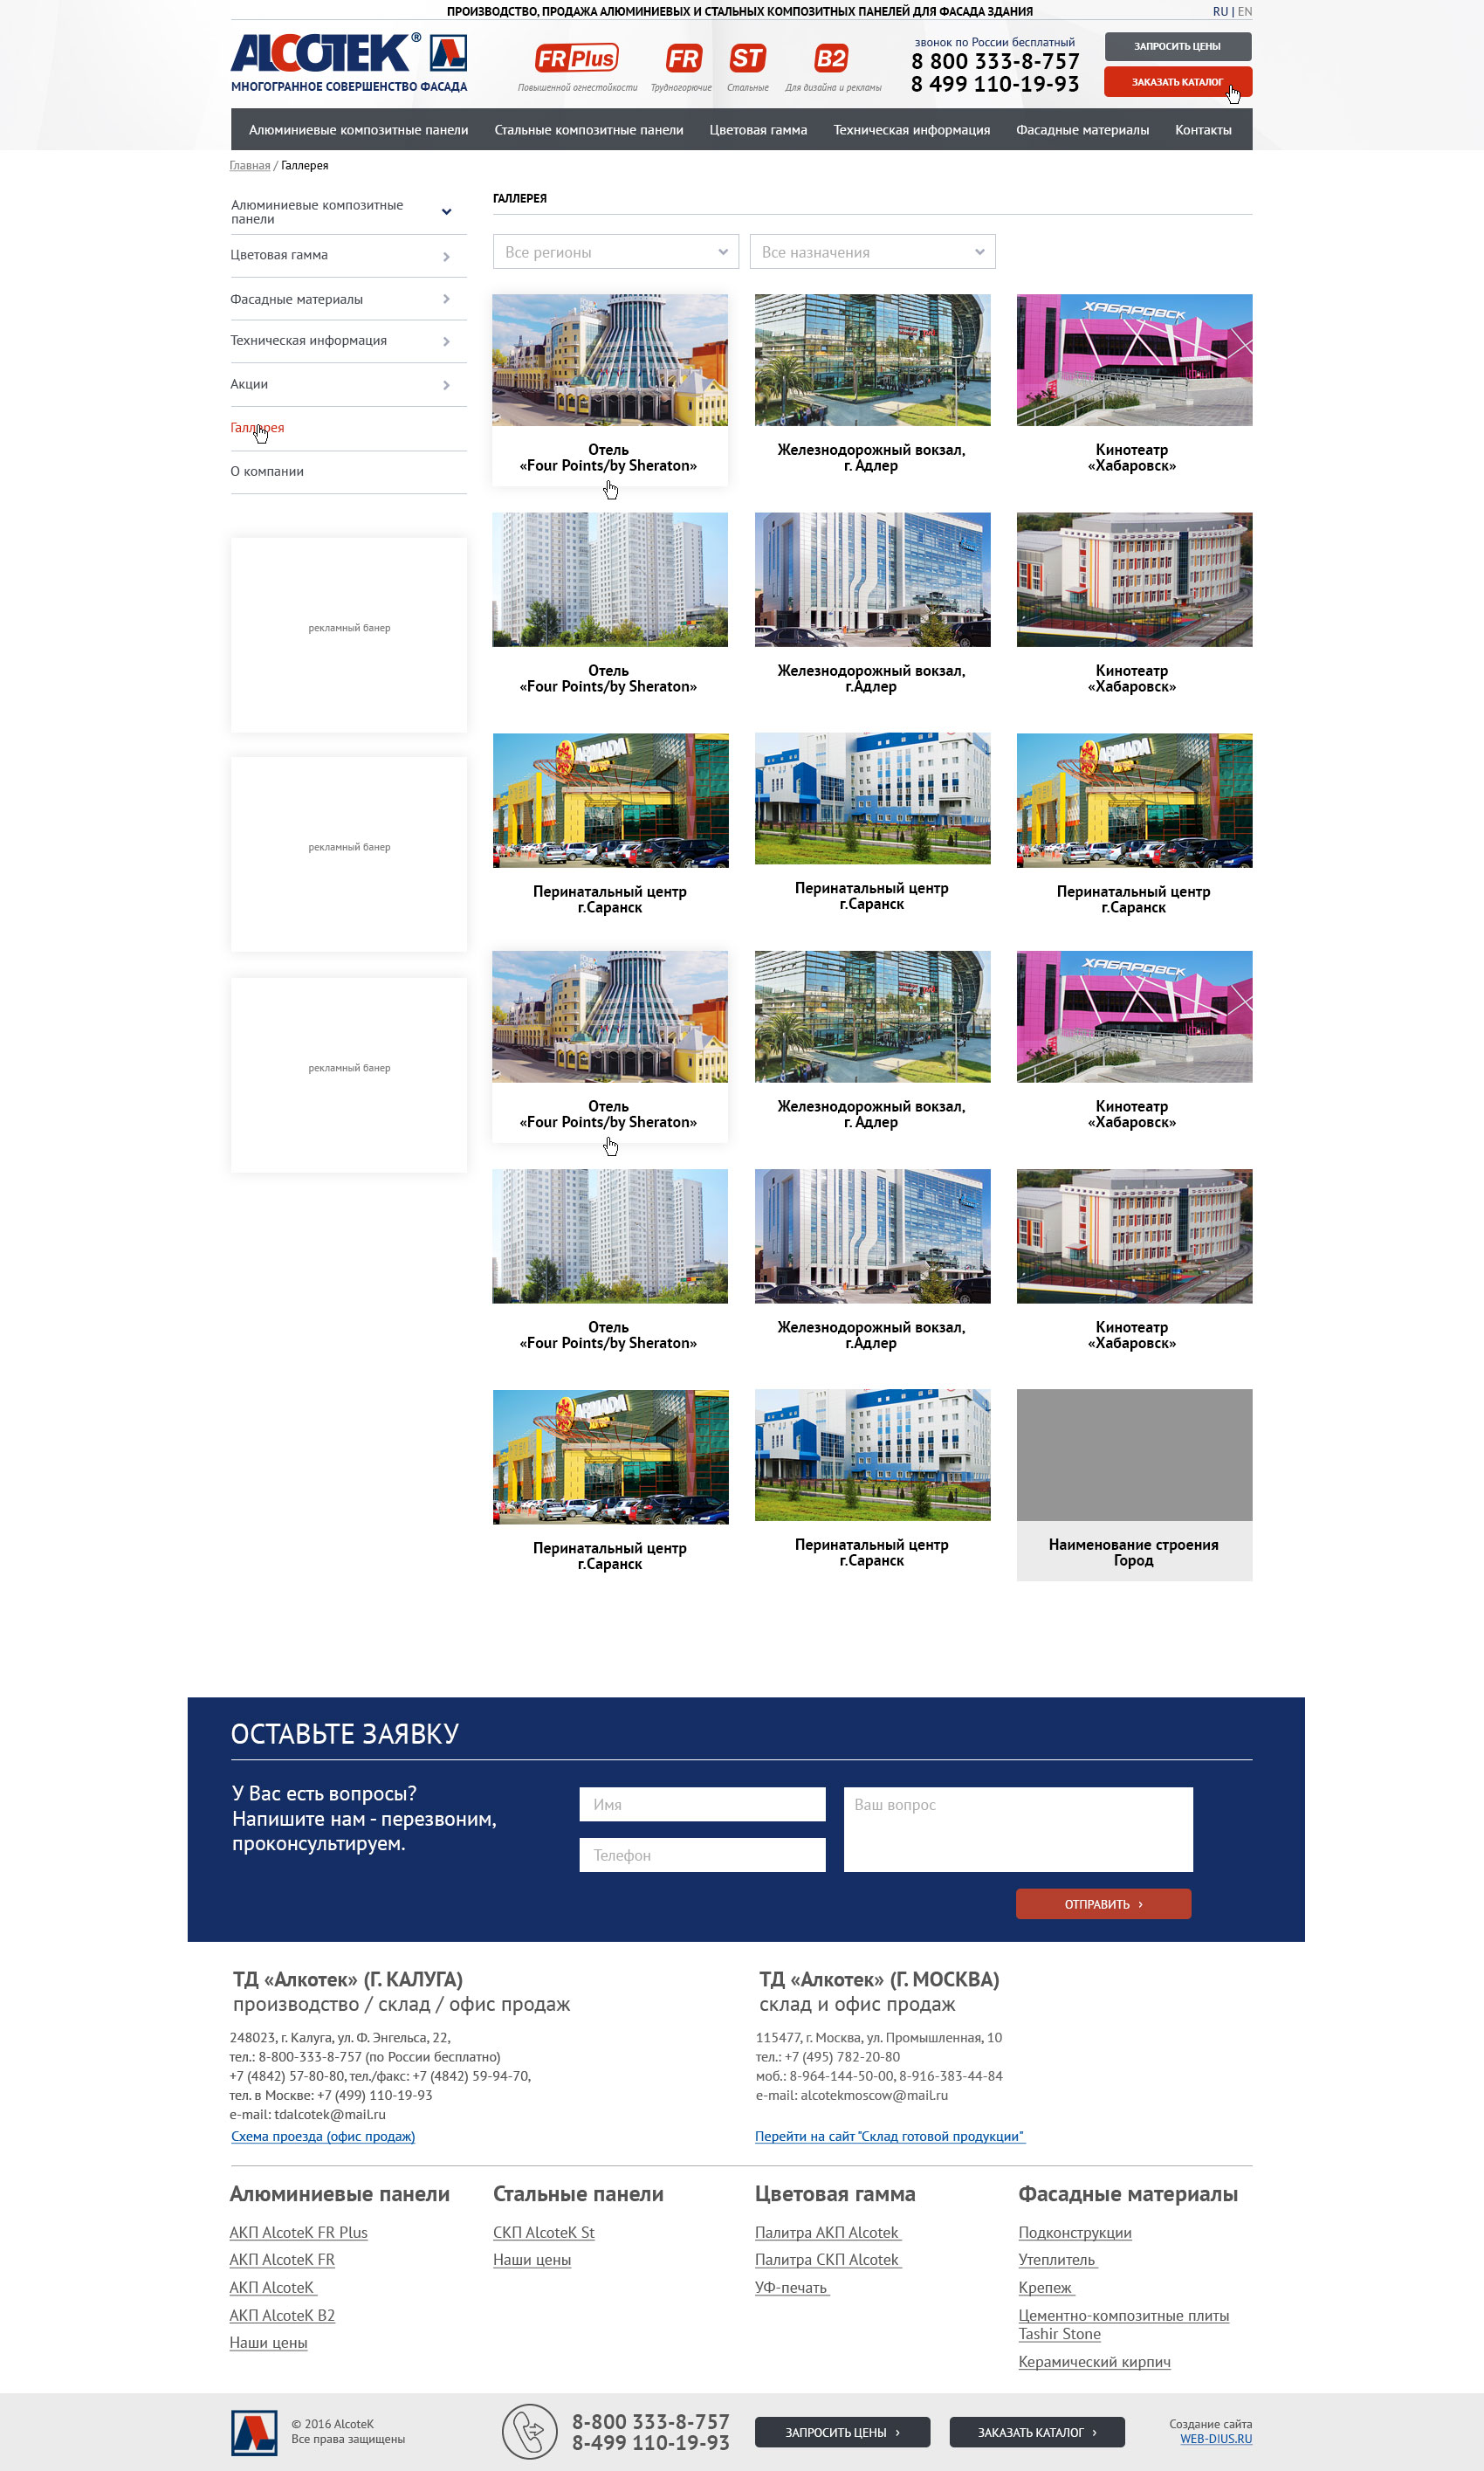 ПРОИЗВОДСТВО, ПРОДАЖА АЛЮМИНИЕВЫХ И СТАЛЬНЫХ КОМПОЗИТНЫХ ПАНЕЛЕЙ ДЛЯ ФАСАДА ЗДАНИЯ
RU | EN
ALCOTEK®
МНОГОГРАННОЕ СОВЕРШЕНСТВО ФАСАДА
FR Plus
FR
ST
B2
Повышенной огнестойкости
Трудногорючие
Стальные
Для дизайна и рекламы
звонок по России бесплатный
8 800 333-8-757
8 499 110-19-93
ЗАПРОСИТЬ ЦЕНЫ
ЗАКАЗАТЬ КАТАЛОГ
Алюминиевые композитные панели
Стальные композитные панели
Цветовая гамма
Техническая информация
Фасадные материалы
Контакты
Главная / Галлерея
Алюминиевые композитные
панели
Цветовая гамма
Фасадные материалы
Техническая информация
Акции
Галлерея
О компании
рекламный банер
рекламный банер
рекламный банер
ГАЛЛЕРЕЯ
Все регионы
Все назначения
ХАБАРОВСК
Отель
«Four Points/by Sheraton»
Железнодорожный вокзал,
г. Адлер
Кинотеатр
«Хабаровск»
Отель
«Four Points/by Sheraton»
Железнодорожный вокзал,
г.Адлер
Кинотеатр
«Хабаровск»
ARMADA
ARMADA
Перинатальный центр
г.Саранск
Перинатальный центр
г.Саранск
Перинатальный центр
г.Саранск
ХАБАРОВСК
Отель
«Four Points/by Sheraton»
Железнодорожный вокзал,
г. Адлер
Кинотеатр
«Хабаровск»
Отель
«Four Points/by Sheraton»
Железнодорожный вокзал,
г.Адлер
Кинотеатр
«Хабаровск»
ARMADA
Перинатальный центр
г.Саранск
Перинатальный центр
г.Саранск
Наименование строения
Город
ОСТАВЬТЕ ЗАЯВКУ
У Вас есть вопросы?
Напишите нам - перезвоним,
проконсультируем.
Имя
Телефон
Ваш вопрос
ОТПРАВИТЬ ›
ТД «Алкотек» (Г. КАЛУГА)
производство / склад / офис продаж
248023, г. Калуга, ул. Ф. Энгельса, 22,
тел.: 8-800-333-8-757 (по России бесплатно)
+7 (4842) 57-80-80, тел./факс: +7 (4842) 59-94-70,
тел. в Москве: +7 (499) 110-19-93
e-mail: tdalcotek@mail.ru
Схема проезда (офис продаж)
ТД «Алкотек» (Г. МОСКВА)
склад и офис продаж
115477, г. Москва, ул. Промышленная, 10
тел.: +7 (495) 782-20-80
моб.: 8-964-144-50-00, 8-916-383-44-84
e-mail: alcotekmoscow@mail.ru
Перейти на сайт "Склад готовой продукции"
Алюминиевые панели
АКП AlcoteK FR Plus
АКП AlcoteK FR
АКП AlcoteK
АКП AlcoteK B2
Наши цены
Стальные панели
СКП AlcoteK St
Наши цены
Цветовая гамма
Палитра АКП Alcotek
Палитра СКП Alcotek
УФ-печать
Фасадные материалы
Подконструкции
Утеплитель
Крепеж
Цементно-композитные плиты
Tashir Stone
Керамический кирпич
© 2016 AlcoteK
Все права защищены
8-800 333-8-757
8-499 110-19-93
ЗАПРОСИТЬ ЦЕНЫ ›
ЗАКАЗАТЬ КАТАЛОГ ›
Создание сайта
WEB-DIUS.RU